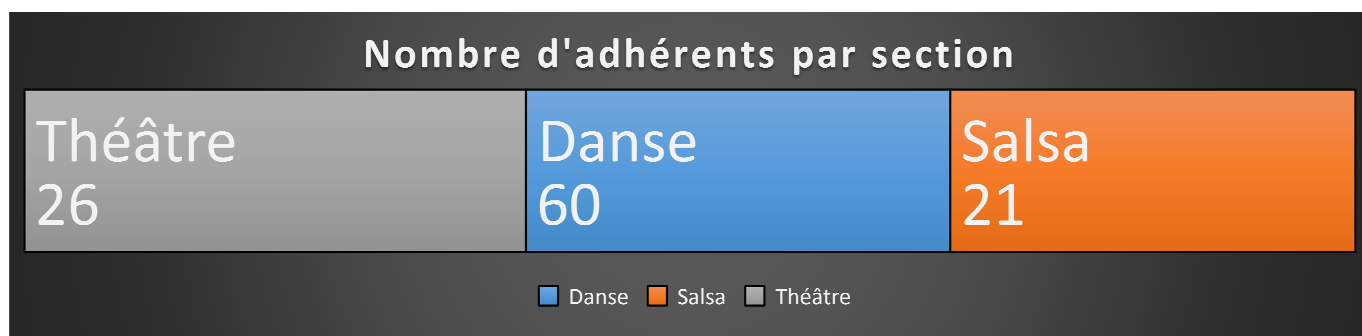 Nombre d'adhérents par section
Théâtre
26
Danse
60
Salsa
21
Danse
Salsa
Théâtre